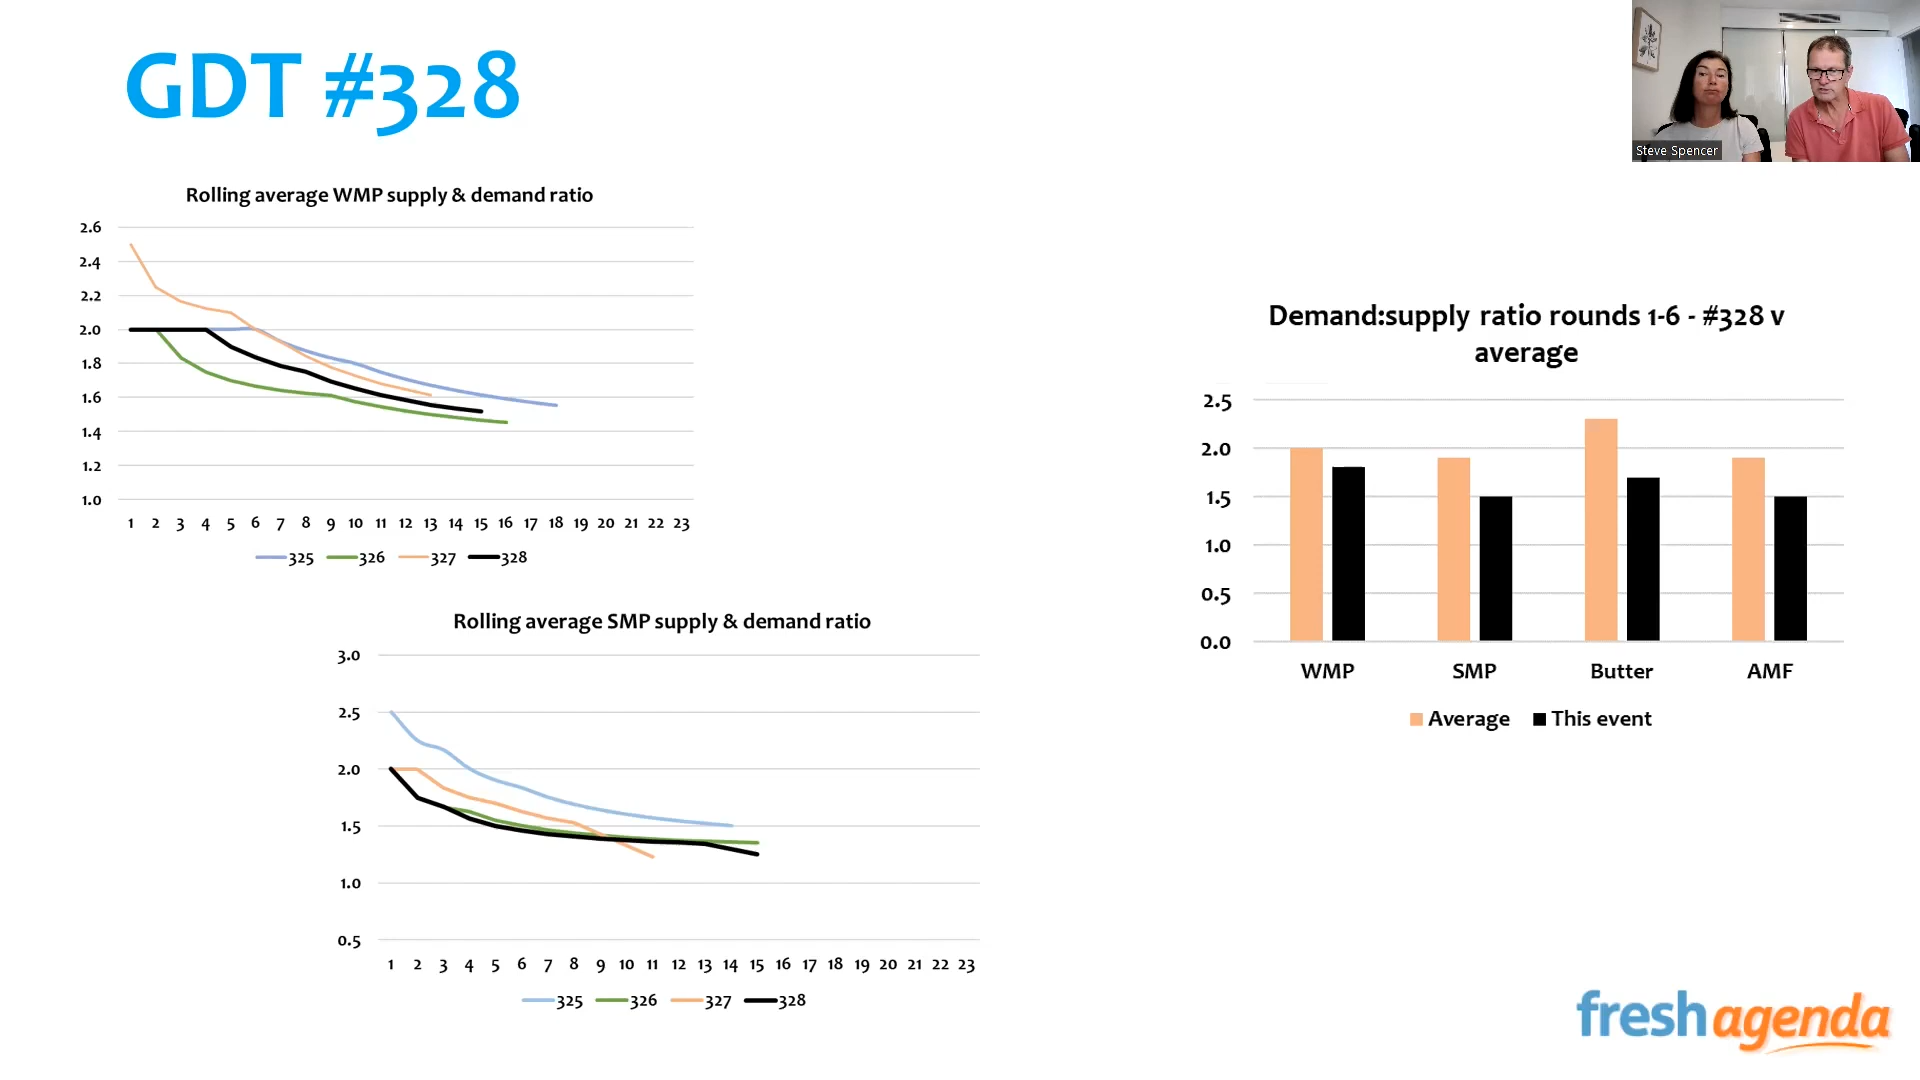 GDT #328
Steve Spencer
Rolling average WMP supply & demand ratio
2.6
2.4
2.2
2.0
1.8
1.6
1.4
1.2
1.0
1 2 3 4 5 6 7 8 9 10 11 12 13 14 15 16 17 18 19 20 21 22 23
325 326 327 328
Demand:supply ratio rounds 1-6 - #328 v
average
2.5
2.0
1.5
1.0
0.5
0.0
WMP SMP Butter AMF
Average This event
Rolling average SMP supply & demand ratio
3.0
2.5
2.0
1.5
1.0
0.5
1 2 3 4 5 6 7 8 9 10 11 12 13 14 15 16 17 18 19 20 21 22 23
325 326 327 328
fresh agenda